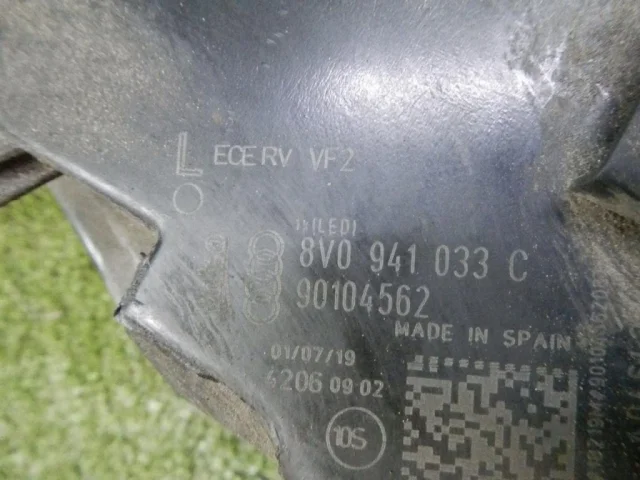 L ECE RV VF2
(LED)
8V0 941 033 C
90104562
MADE IN SPAIN
01/07/19
4206 09 02
10S